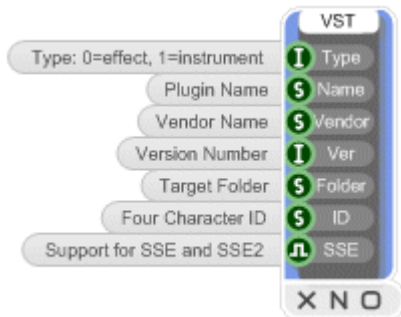 VST
Type: 0=effect, 1=instrument I Type
Plugin Name S Name
Vendor Name S Vendor
Version Number I Ver
Target Folder S Folder
Four Character ID S ID
Support for SSE and SSE2 SSE
X N O